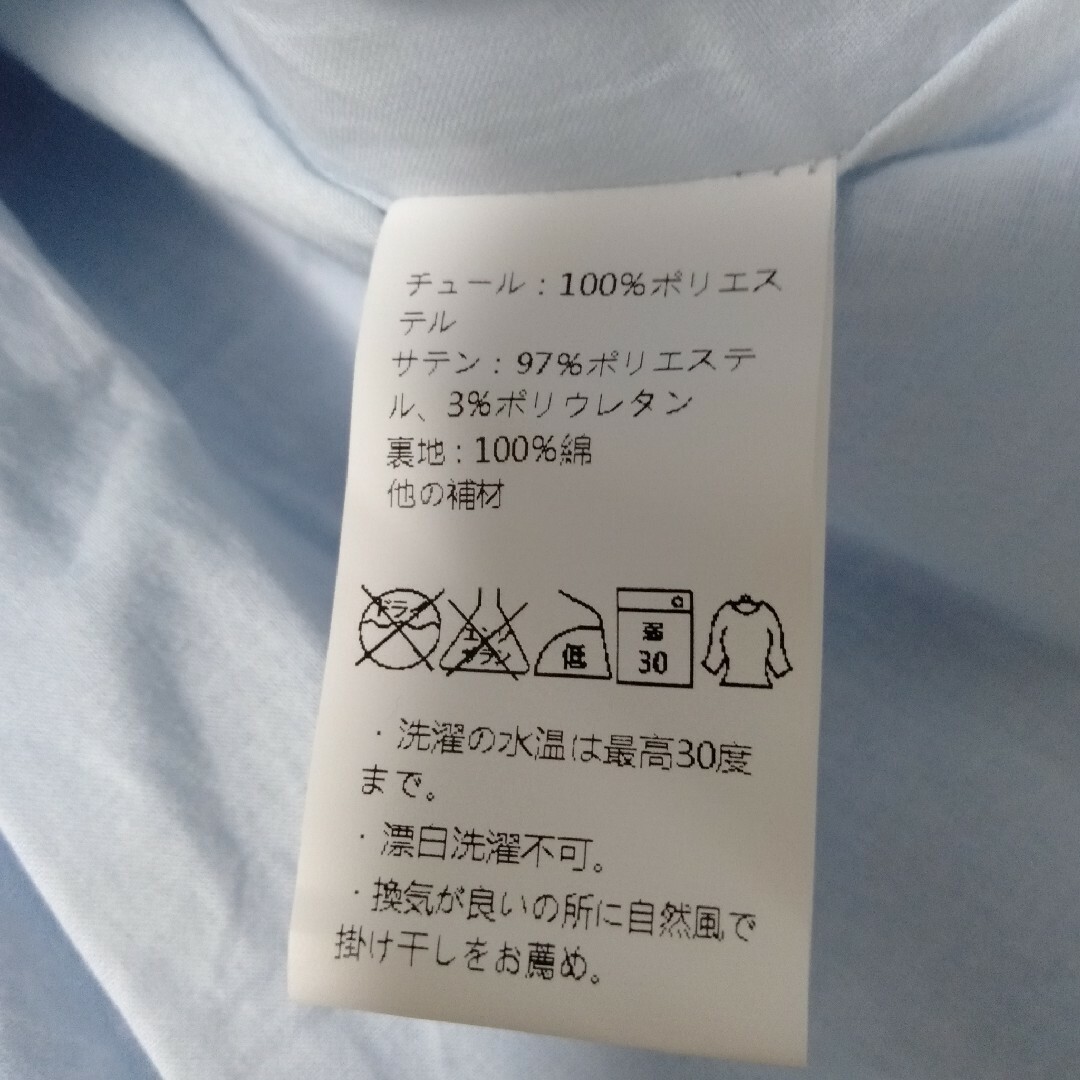 チュール：100%ポリエス
テル
サテン：97%ポリエステ
ル、3%ポリウレタン
裏地：100%綿
他の補材
ドライ
エンソ
サラシ
低
弱
30
・洗濯の水温は最高30度
まで。
・漂白洗濯不可。
・換気が良いの所に自然風で
掛け干しをお薦め。